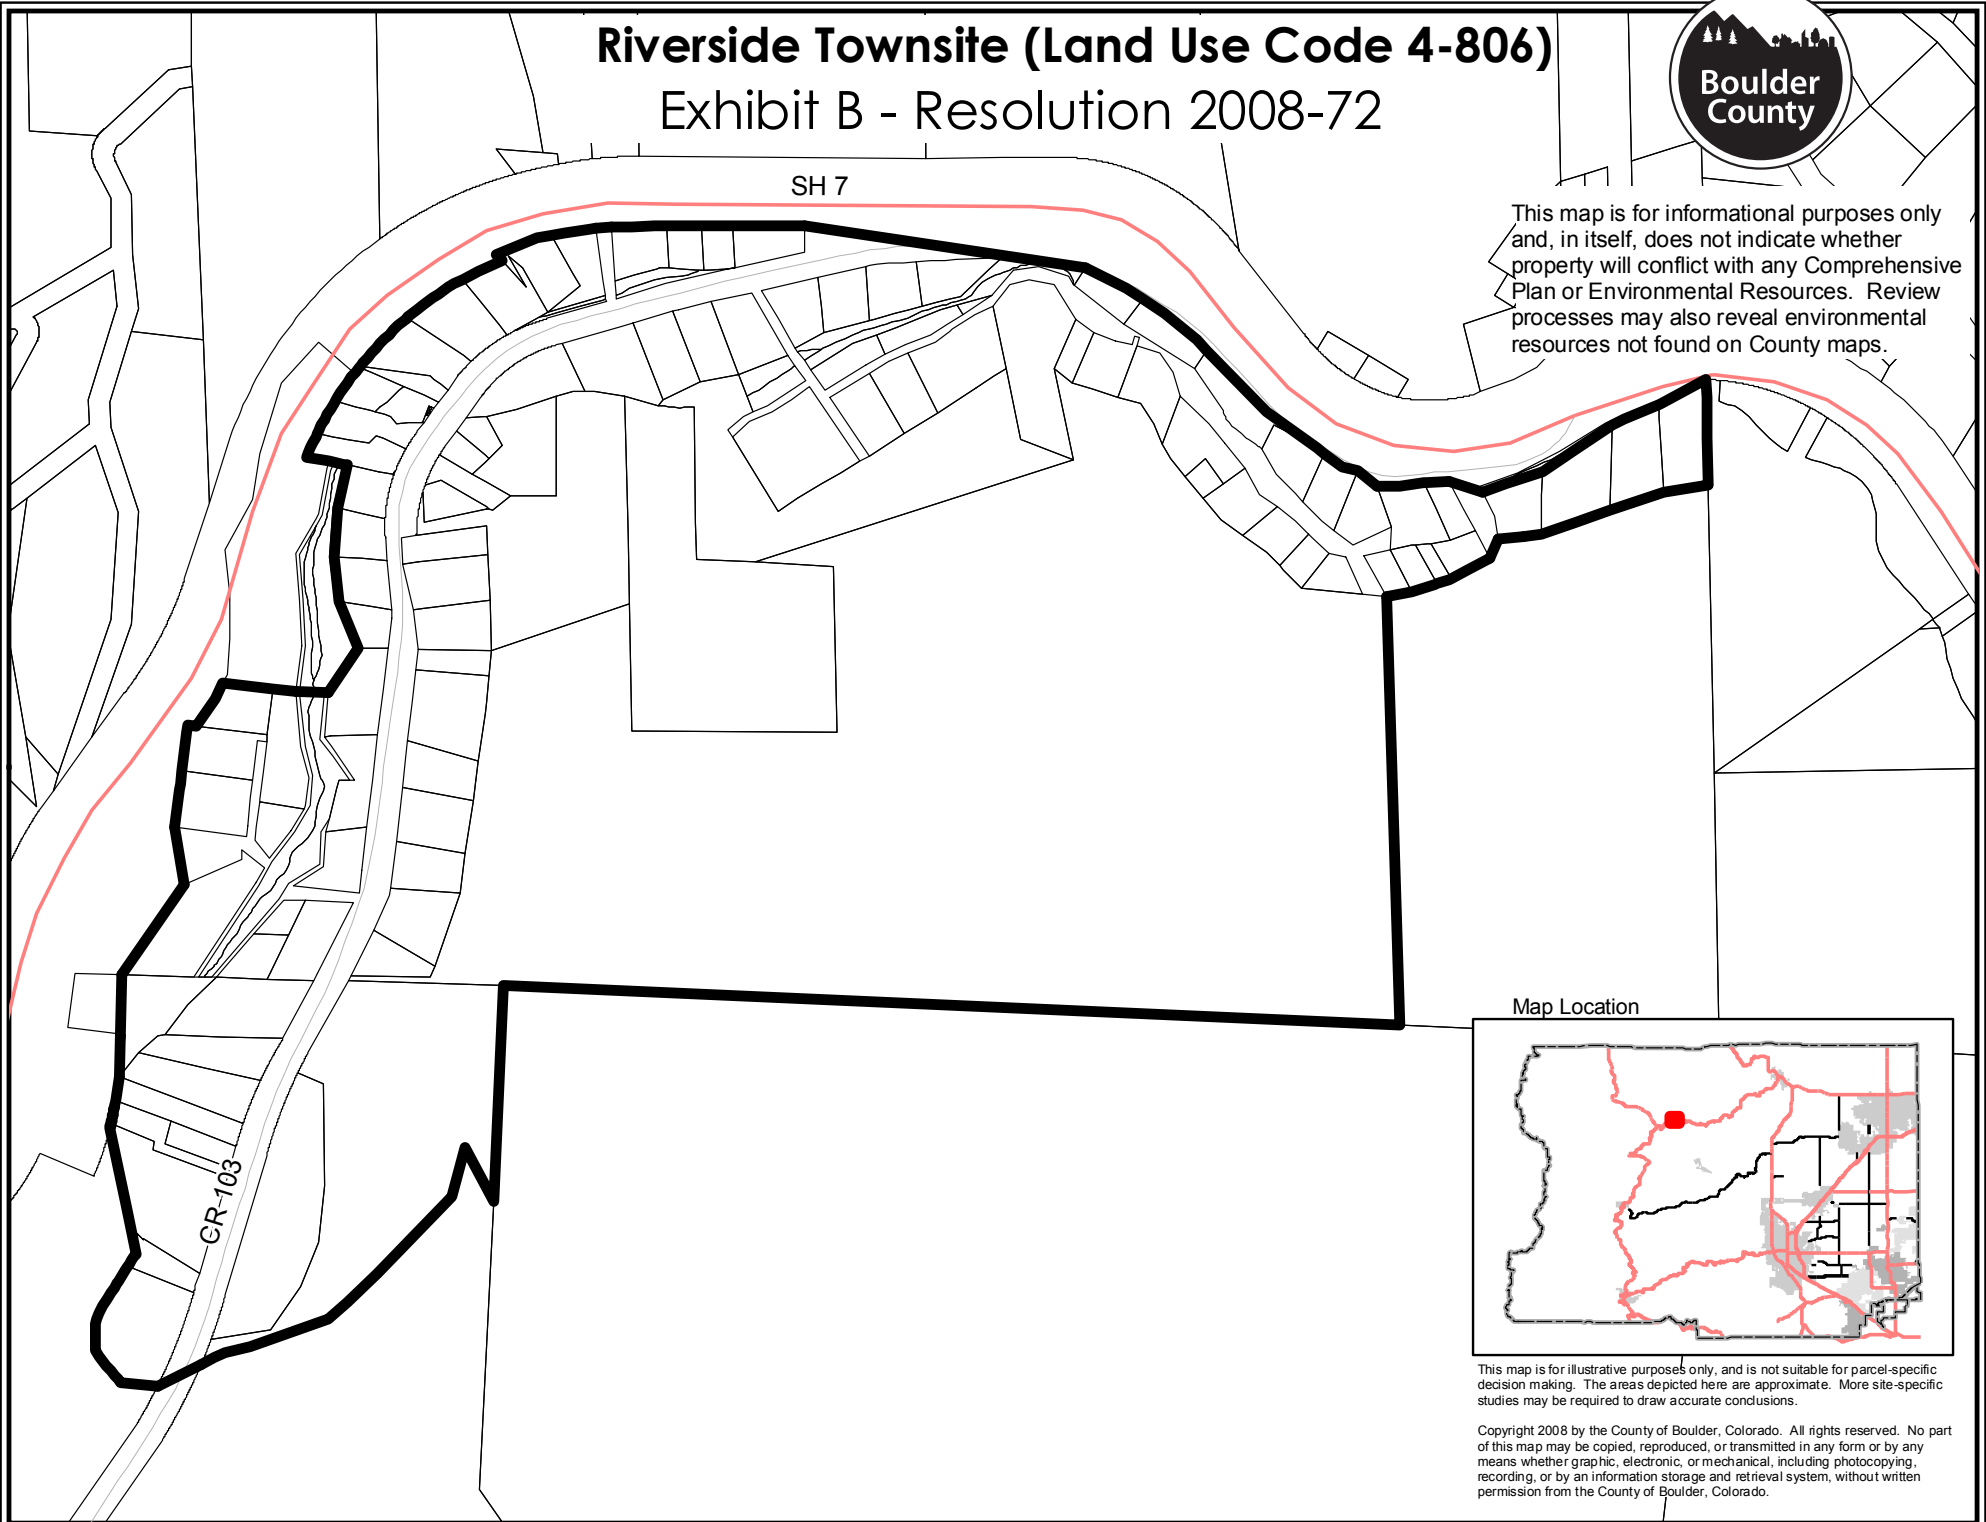 Riverside Townsite (Land Use Code 4-806)
Exhibit B - Resolution 2008-72
Boulder
County
SH 7
This map is for informational purposes only
and, in itself, does not indicate whether
property will conflict with any Comprehensive
Plan or Environmental Resources.  Review
processes may also reveal environmental
resources not found on County maps.
CR 103
Map Location
This map is for illustrative purposes only, and is not suitable for parcel-specific
decision making.  The areas depicted here are approximate.  More site-specific
studies may be required to draw accurate conclusions.
Copyright 2008 by the County of Boulder, Colorado.  All rights reserved.  No part
of this map may be copied, reproduced, or transmitted in any form or by any
means whether graphic, electronic, or mechanical, including photocopying,
recording, or by an information storage and retrieval system, without written
permission from the County of Boulder, Colorado.